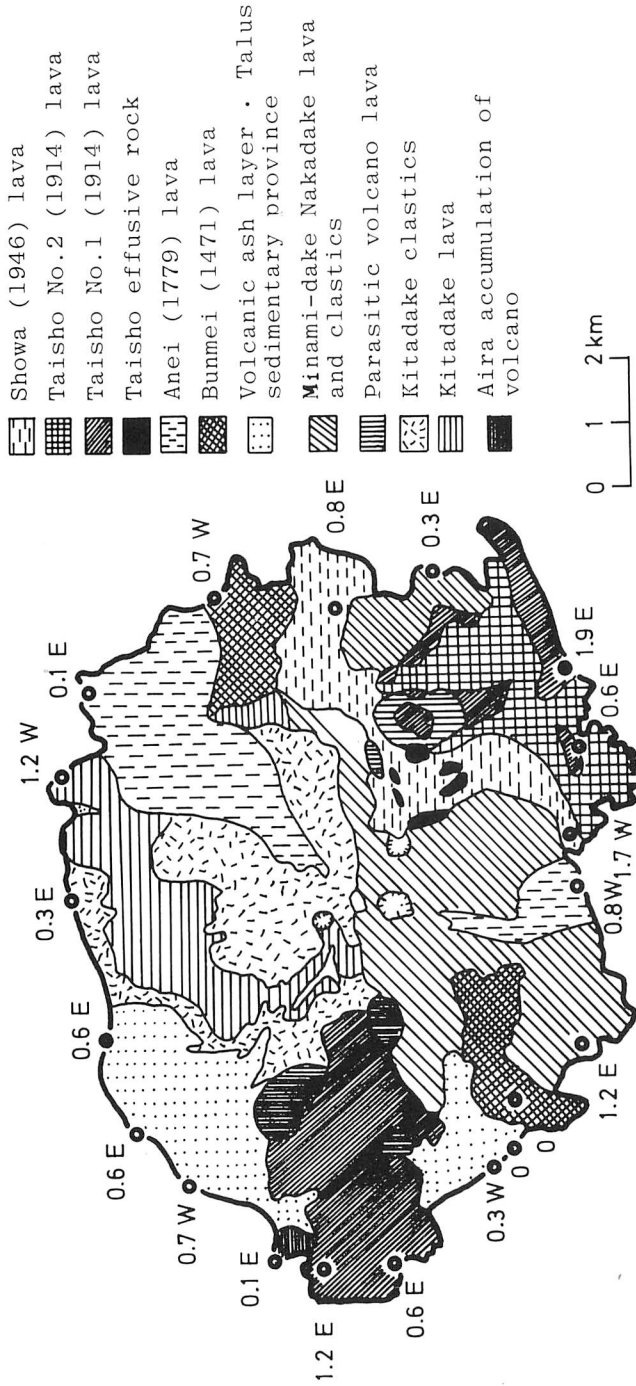 Showa (1946) lava
Taisho No.2 (1914) lava
Taisho No.1 (1914) lava
Taisho effusive rock
Anei (1779) lava
Bunmei (1471) lava
Volcanic ash layer · Talus
sedimentary province
Minami-dake Nakadake lava
and clastics
Parasitic volcano lava
Kitadake clastics
Kitadake lava
Aira accumulation of
volcano
0 1 2 km
0.3 E
1.2 W
0.1 E
0.7 W
0.8 E
0.3 E
1.9 E
0.6 E
1.7 W
0.8 W
1.2 E
0
0
0.3 W
0.6 E
1.2 E
0.1 E
0.7 W
0.6 E
0.6 E